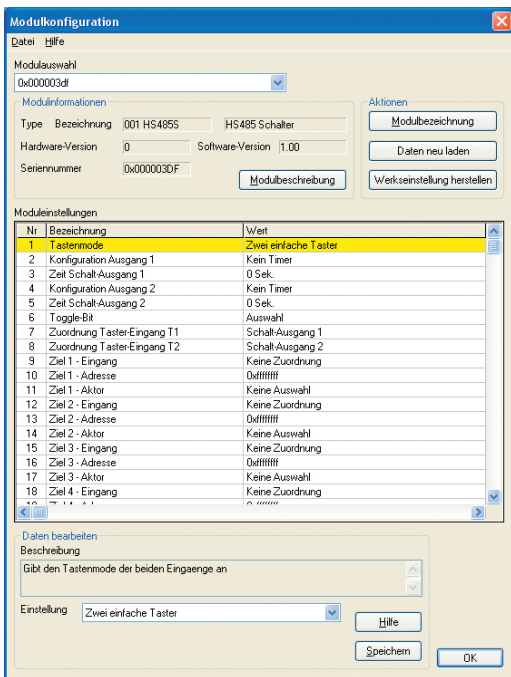 Modulkonfiguration
Datei Hilfe
Modulauswahl
0x000003df
Modulinformationen
Type Bezeichnung 001 HS485S HS485 Schalter
Hardware-Version 0 Software-Version 1.00
Seriennummer 0x000003DF
Modulbeschreibung
Aktionen
Modulbezeichnung
Daten neu laden
Werkseinstellung herstellen
Moduleinstellungen
Nr Bezeichnung Wert
1 Tastenmode Zwei einfache Taster
2 Konfiguration Ausgang 1 Kein Timer
3 Zeit Schalt-Ausgang 1 0 Sek.
4 Konfiguration Ausgang 2 Kein Timer
5 Zeit Schalt-Ausgang 2 0 Sek.
6 Toggle-Bit Auswahl
7 Zuordnung Taster-Eingang T1 Schalt-Ausgang 1
8 Zuordnung Taster-Eingang T2 Schalt-Ausgang 2
9 Ziel 1 - Eingang Keine Zuordnung
10 Ziel 1 - Adresse 0xffffffff
11 Ziel 1 - Aktor Keine Auswahl
12 Ziel 2 - Eingang Keine Zuordnung
13 Ziel 2 - Adresse 0xffffffff
14 Ziel 2 - Aktor Keine Auswahl
15 Ziel 3 - Eingang Keine Zuordnung
16 Ziel 3 - Adresse 0xffffffff
17 Ziel 3 - Aktor Keine Auswahl
18 Ziel 4 - Eingang Keine Zuordnung
Daten bearbeiten
Beschreibung
Gibt den Tastenmode der beiden Eingaenge an
Einstellung Zwei einfache Taster
Hilfe
Speichern
OK